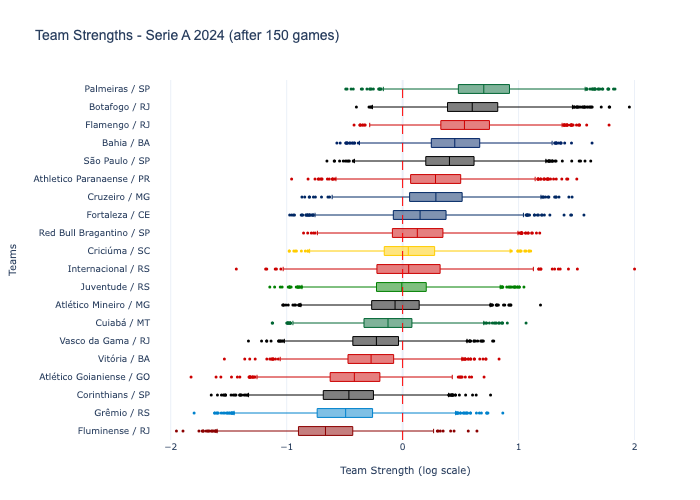 Team Strengths - Serie A 2024 (after 150 games)
Teams
Palmeiras / SP
Botafogo / RJ
Flamengo / RJ
Bahia / BA
São Paulo / SP
Athletico Paranaense / PR
Cruzeiro / MG
Fortaleza / CE
Red Bull Bragantino / SP
Criciúma / SC
Internacional / RS
Juventude / RS
Atlético Mineiro / MG
Cuiabá / MT
Vasco da Gama / RJ
Vitória / BA
Atlético Goianiense / GO
Corinthians / SP
Grêmio / RS
Fluminense / RJ
−2 −1 0 1 2
Team Strength (log scale)